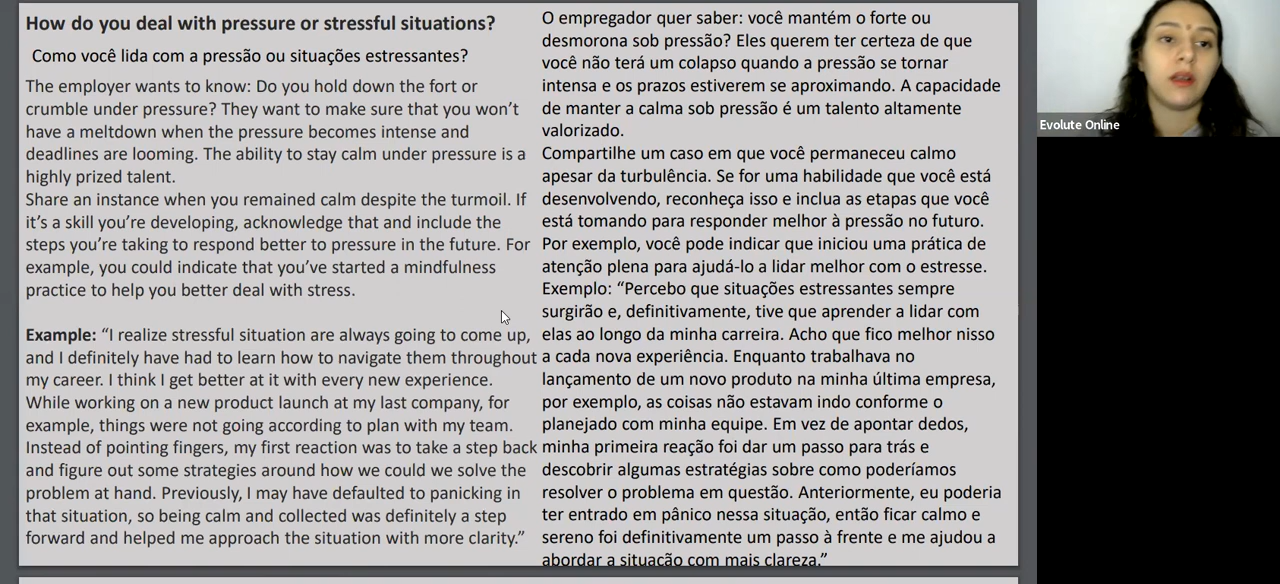 How do you deal with pressure or stressful situations?
Como você lida com a pressão ou situações estressantes?
The employer wants to know: Do you hold down the fort or
crumble under pressure? They want to make sure that you won't
have a meltdown when the pressure becomes intense and
deadlines are looming. The ability to stay calm under pressure is a
highly prized talent.
Share an instance when you remained calm despite the turmoil. If
it's a skill you're developing, acknowledge that and include the
steps you're taking to respond better to pressure in the future. For
example, you could indicate that you've started a mindfulness
practice to help you better deal with stress.
Example: “I realize stressful situation are always going to come up,
and I definitely have had to learn how to navigate them throughout
my career. I think I get better at it with every new experience.
While working on a new product launch at my last company, for
example, things were not going according to plan with my team.
Instead of pointing fingers, my first reaction was to take a step back
and figure out some strategies around how we could we solve the
problem at hand. Previously, I may have defaulted to panicking in
that situation, so being calm and collected was definitely a step
forward and helped me approach the situation with more clarity.”
O empregador quer saber: você mantém o forte ou
desmorona sob pressão? Eles querem ter certeza de que
você não terá um colapso quando a pressão se tornar
intensa e os prazos estiverem se aproximando. A capacidade
de manter a calma sob pressão é um talento altamente
valorizado.
Compartilhe um caso em que você permaneceu calmo
apesar da turbulência. Se for uma habilidade que você está
desenvolvendo, reconheça isso e inclua as etapas que você
está tomando para responder melhor à pressão no futuro.
Por exemplo, você pode indicar que iniciou uma prática de
atenção plena para ajudá-lo a lidar melhor com o estresse.
Exemplo: “Percebo que situações estressantes sempre
surgirão e, definitivamente, tive que aprender a lidar com
elas ao longo da minha carreira. Acho que fico melhor nisso
a cada nova experiência. Enquanto trabalhava no
lançamento de um novo produto na minha última empresa,
por exemplo, as coisas não estavam indo conforme o
planejado com minha equipe. Em vez de apontar dedos,
minha primeira reação foi dar um passo para trás e
descobrir algumas estratégias sobre como poderíamos
resolver o problema em questão. Anteriormente, eu poderia
ter entrado em pânico nessa situação, então ficar calmo e
sereno foi definitivamente um passo à frente e me ajudou a
abordar a situação com mais clareza.”
Evolute Online